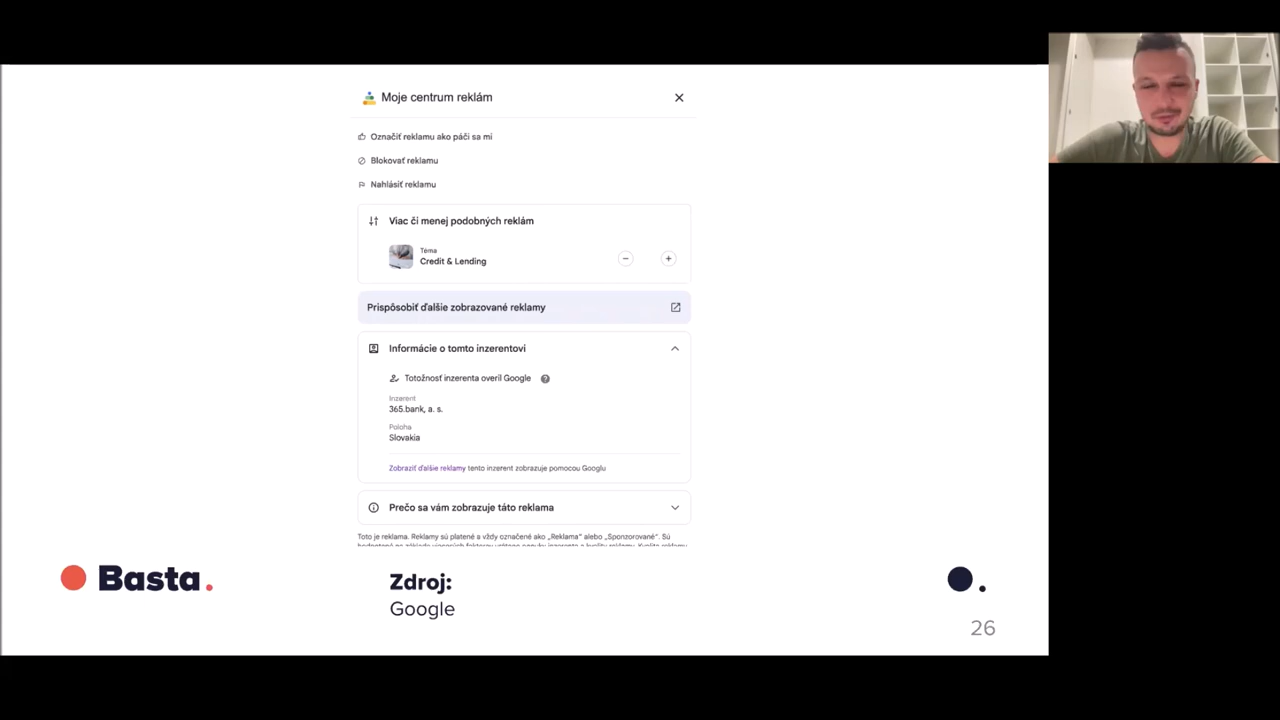 Moje centrum reklám
Označiť reklamu ako páči sa mi
Blokovať reklamu
Nahlásiť reklamu
Viac či menej podobných reklám
Téma
Credit & Lending
Prispôsobiť ďalšie zobrazované reklamy
Informácie o tomto inzerentovi
Totožnosť inzerenta overil Google
Inzerent
365.bank, a. s.
Poloha
Slovakia
Zobraziť ďalšie reklamy tento inzerent zobrazuje pomocou Googlu
Prečo sa vám zobrazuje táto reklama
Toto je reklama. Reklamy sú platené a vždy označené ako „Reklama“ alebo „Sponzorované“. Sú
Basta.
Zdroj:
Google
26